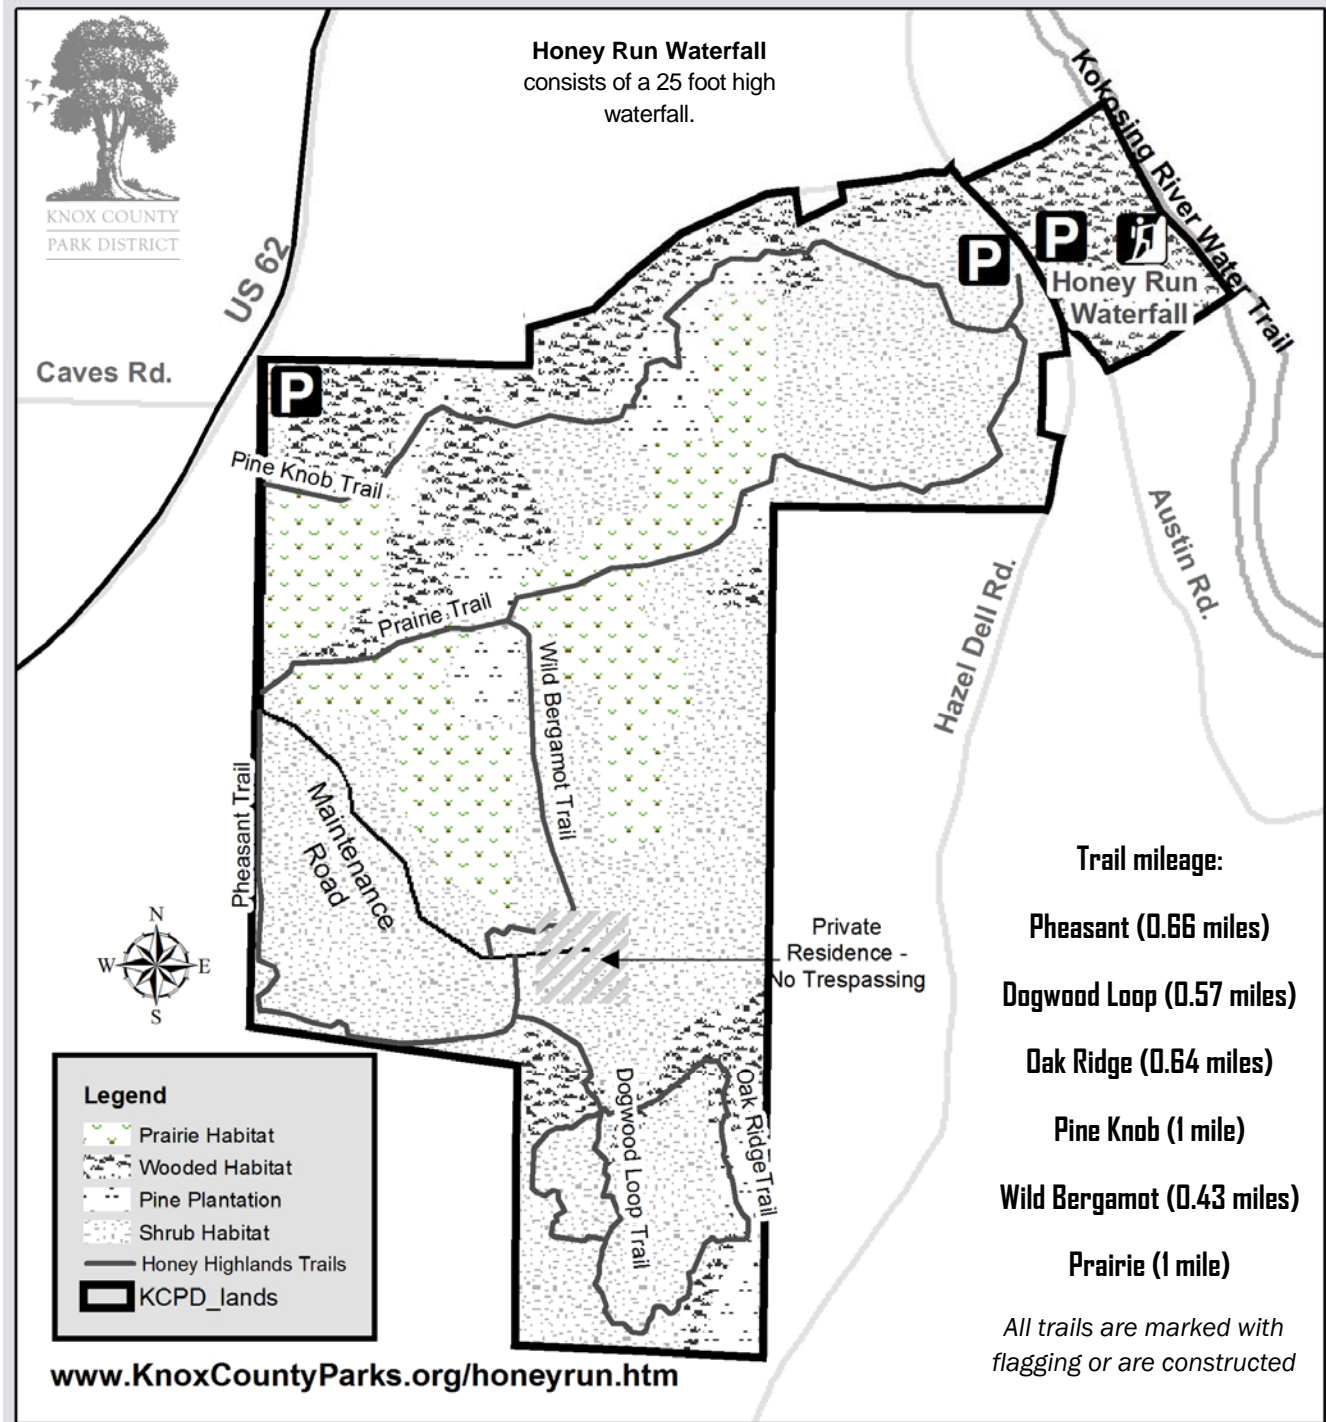 Honey Run Waterfall
consists of a 25 foot high
waterfall.
KNOX COUNTY
PARK DISTRICT
US 62
Caves Rd.
Kokosing River Water Trail
P
P
Honey Run
Waterfall
P
Pine Knob Trail
Prairie Trail
Wild Bergamot Trail
Pheasant Trail
Maintenance
Road
Hazel Dell Rd.
Austin Rd.
N
W
E
S
Private
Residence -
No Trespassing
Dogwood Loop Trail
Oak RidgeTrail
Trail mileage:
Pheasant (0.66 miles)
Dogwood Loop (0.57 miles)
Oak Ridge (0.64 miles)
Pine Knob (1 mile)
Wild Bergamot (0.43 miles)
Prairie (1 mile)
All trails are marked with
flagging or are constructed
Legend
Prairie Habitat
Wooded Habitat
Pine Plantation
Shrub Habitat
Honey Highlands Trails
KCPD_lands
www.KnoxCountyParks.org/honeyrun.htm